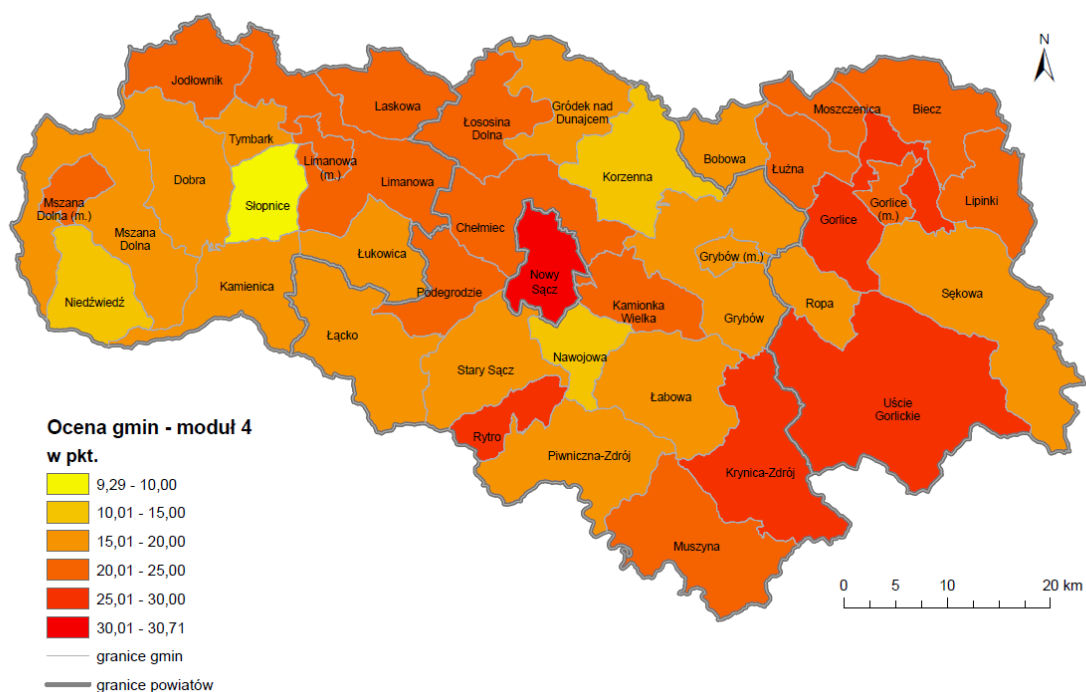 N
Jodłownik
Laskowa
Łososina
Dolna
Gródek nad
Dunajcem
Moszczenica
Biecz
Tymbark
Limanowa
(m.)
Limanowa
Korzenna
Bobowa
Łużna
Dobra
Słopnice
Mszana
Dolna (m.)
Mszana
Dolna
Chełmiec
Gorlice
Gorlice
(m.)
Lipinki
Niedźwiedź
Kamienica
Łukowica
Podegrodzie
Nowy
Sącz
Grybów (m.)
Kamionka
Wielka
Grybów
Ropa
Sękowa
Łącko
Stary Sącz
Nawojowa
Łabowa
Uście
Gorlickie
Rytro
Piwniczna-Zdrój
Krynica-Zdrój
Muszyna
Ocena gmin - moduł 4
w pkt.
9,29 - 10,00
10,01 - 15,00
15,01 - 20,00
20,01 - 25,00
25,01 - 30,00
30,01 - 30,71
granice gmin
granice powiatów
0 5 10 20 km